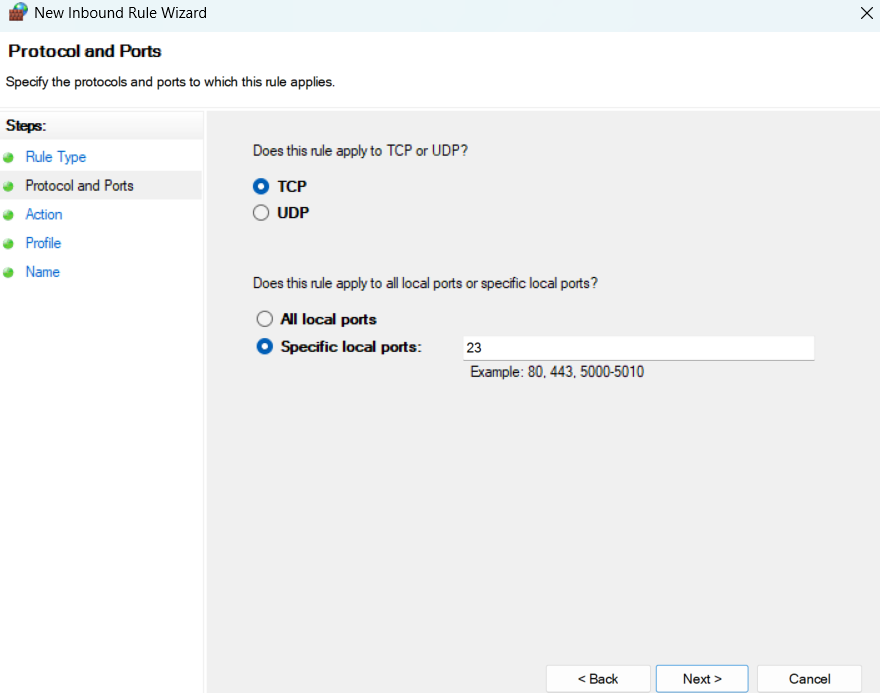 New Inbound Rule Wizard
Protocol and Ports
Specify the protocols and ports to which this rule applies.
Steps:
Rule Type
Protocol and Ports
Action
Profile
Name
Does this rule apply to TCP or UDP?
TCP
UDP
Does this rule apply to all local ports or specific local ports?
All local ports
Specific local ports: 23
Example: 80, 443, 5000-5010
< Back Next > Cancel